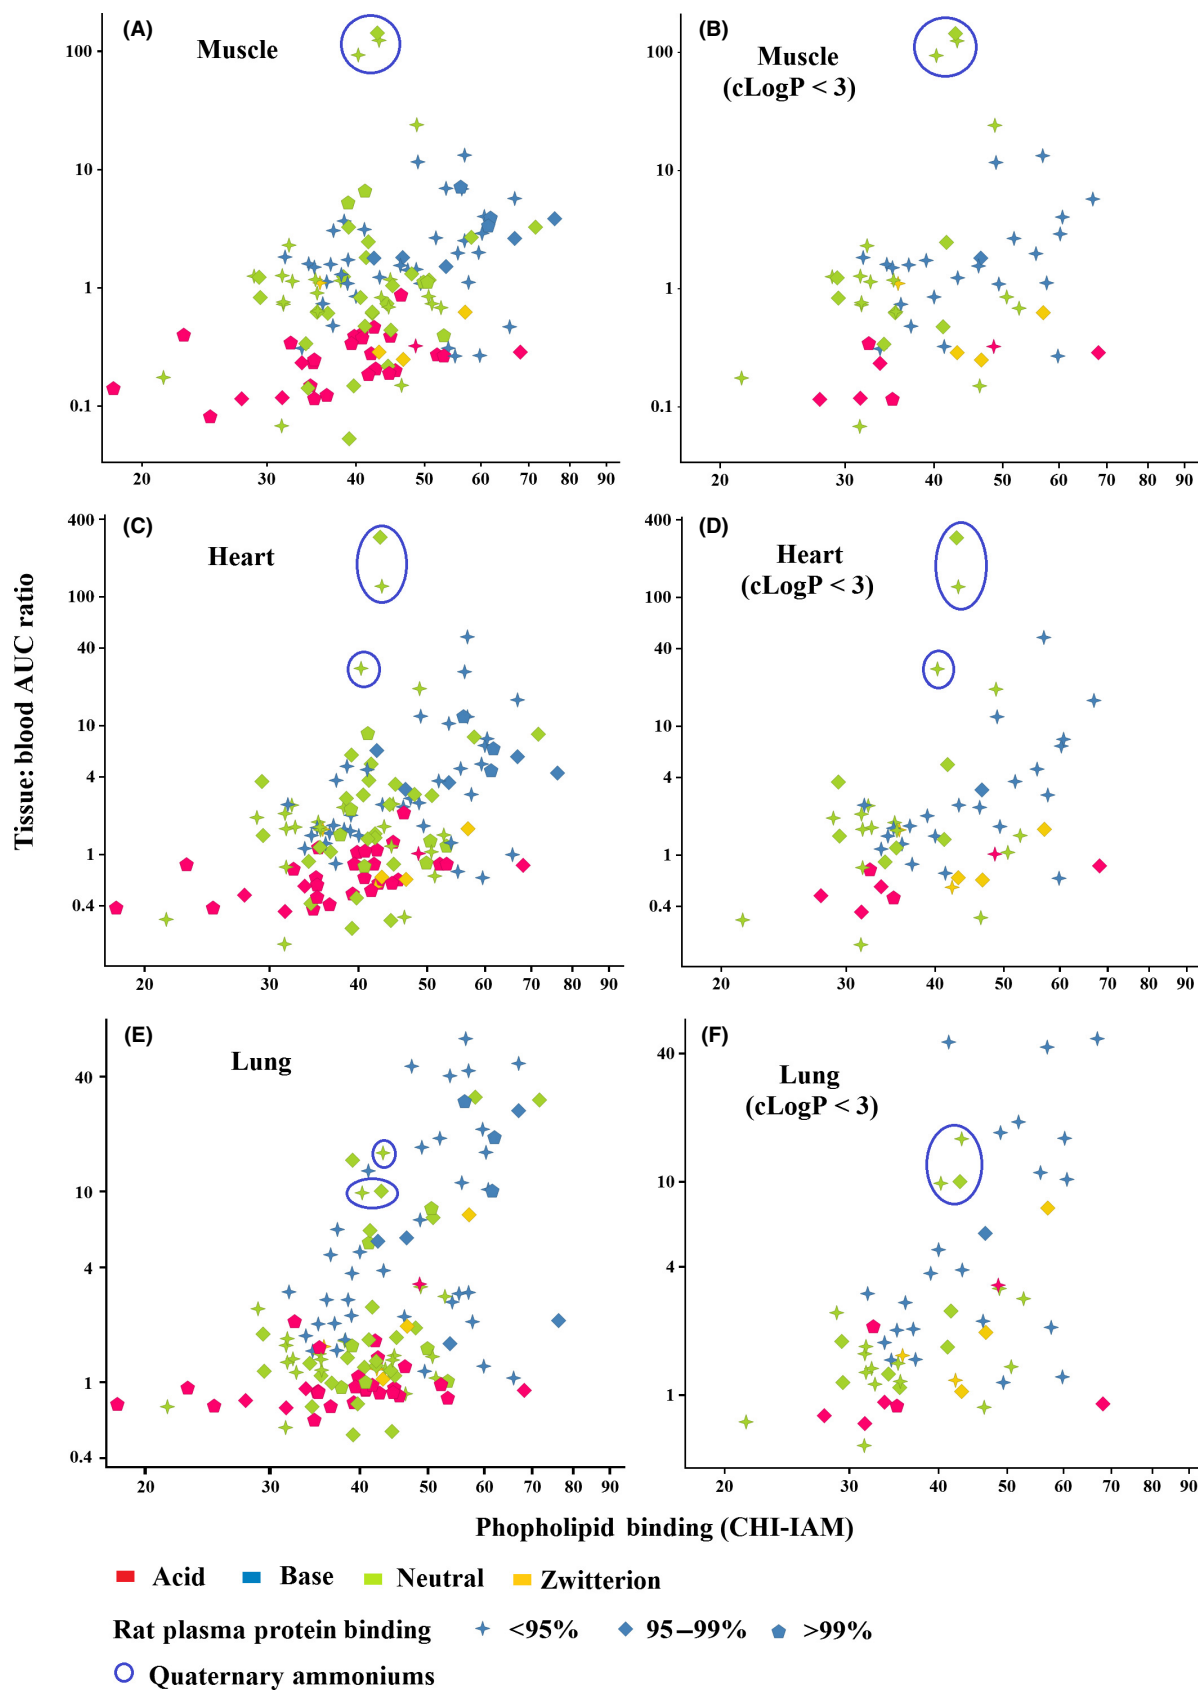 (A)
Muscle
100
10
1
0.1
20 30 40 50 60 70 80 90
(B)
Muscle
(cLogP < 3)
100
10
1
0.1
20 30 40 50 60 70 80 90
(C)
Heart
400
100
40
10
4
1
0.4
20 30 40 50 60 70 80 90
(D)
Heart
(cLogP < 3)
400
100
40
10
4
1
0.4
20 30 40 50 60 70 80 90
Tissue: blood AUC ratio
(E)
Lung
40
10
4
1
0.4
20 30 40 50 60 70 80 90
(F)
Lung
(cLogP < 3)
40
10
4
1
20 30 40 50 60 70 80 90
Phopholipid binding (CHI-IAM)
Acid Base Neutral Zwitterion
Rat plasma protein binding <95% 95–99% >99%
Quaternary ammoniums